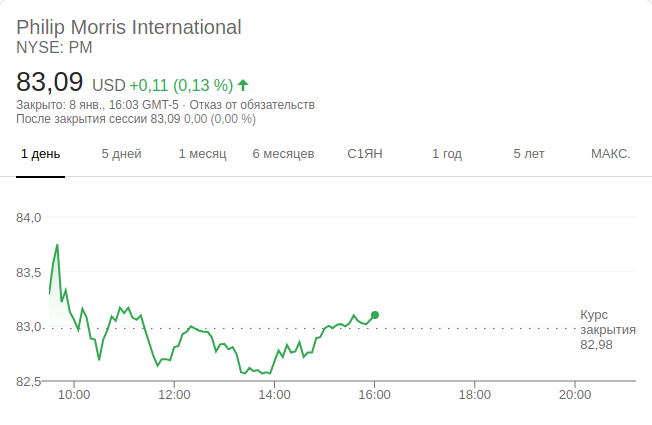 Philip Morris International
NYSE: PM
83,09 USD +0,11 (0,13 %)
Закрыто: 8 янв., 16:03 GMT-5 · Отказ от обязательств
После закрытия сессии 83,09 0,00 (0,00 %)
1 день 5 дней 1 месяц 6 месяцев С1ЯН 1 год 5 лет МАКС.
84,0
83,5
83,0
82,5
Курс
закрытия
82,98
10:00 12:00 14:00 16:00 18:00 20:00